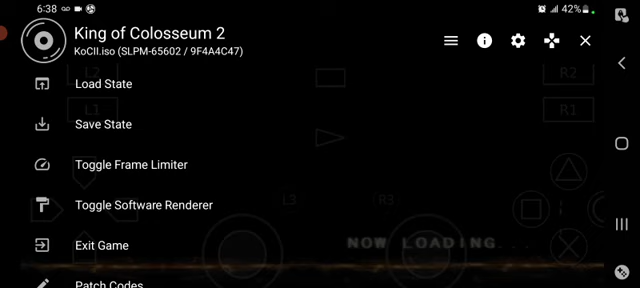 6:38
42%
King of Colosseum 2
KoCII.iso (SLPM-65602 / 9F4A4C47)
L2
R2
Load State
L1
R1
Save State
Toggle Frame Limiter
Toggle Software Renderer
L3
R3
Exit Game
NOW LOADING....
Patch Codes